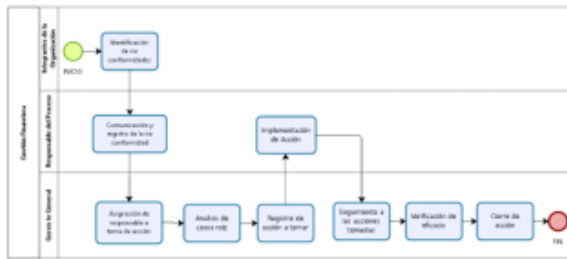 Gestión Financiera
Integrantes de la
Organización
INICIO
Identificación
de no
conformidades
Responsable del Proceso
Comunicación y
registro de la no
conformidad
Implementación
de Acción
Gerente General
Asignación de
responsable a
toma de acción
Analisis de
causa raíz
Registro de
acción a tomar
Seguimiento a
las acciones
tomadas
Verificación de
eficacia
Cierre de
acción
FIN